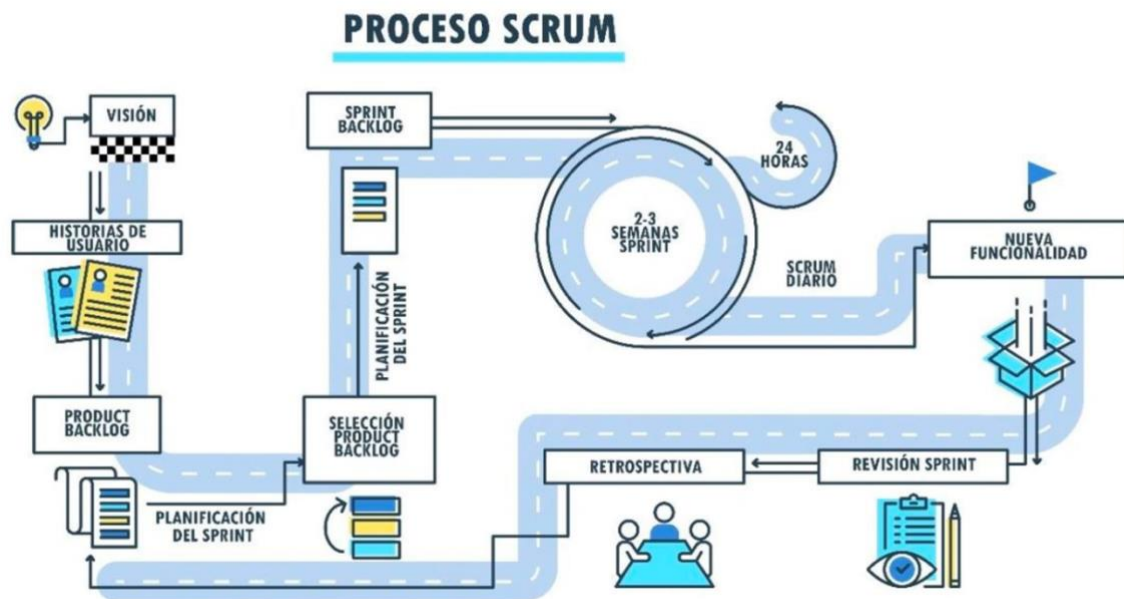 PROCESO SCRUM
VISIÓN
HISTORIAS DE
USUARIO
PRODUCT
BACKLOG
PLANIFICACIÓN
DEL SPRINT
SELECCIÓN
PRODUCT
BACKLOG
PLANIFICACIÓN
DEL SPRINT
SPRINT
BACKLOG
2-3
SEMANAS
SPRINT
24
HORAS
SCRUM
DIARIO
NUEVA
FUNCIONALIDAD
REVISIÓN SPRINT
RETROSPECTIVA